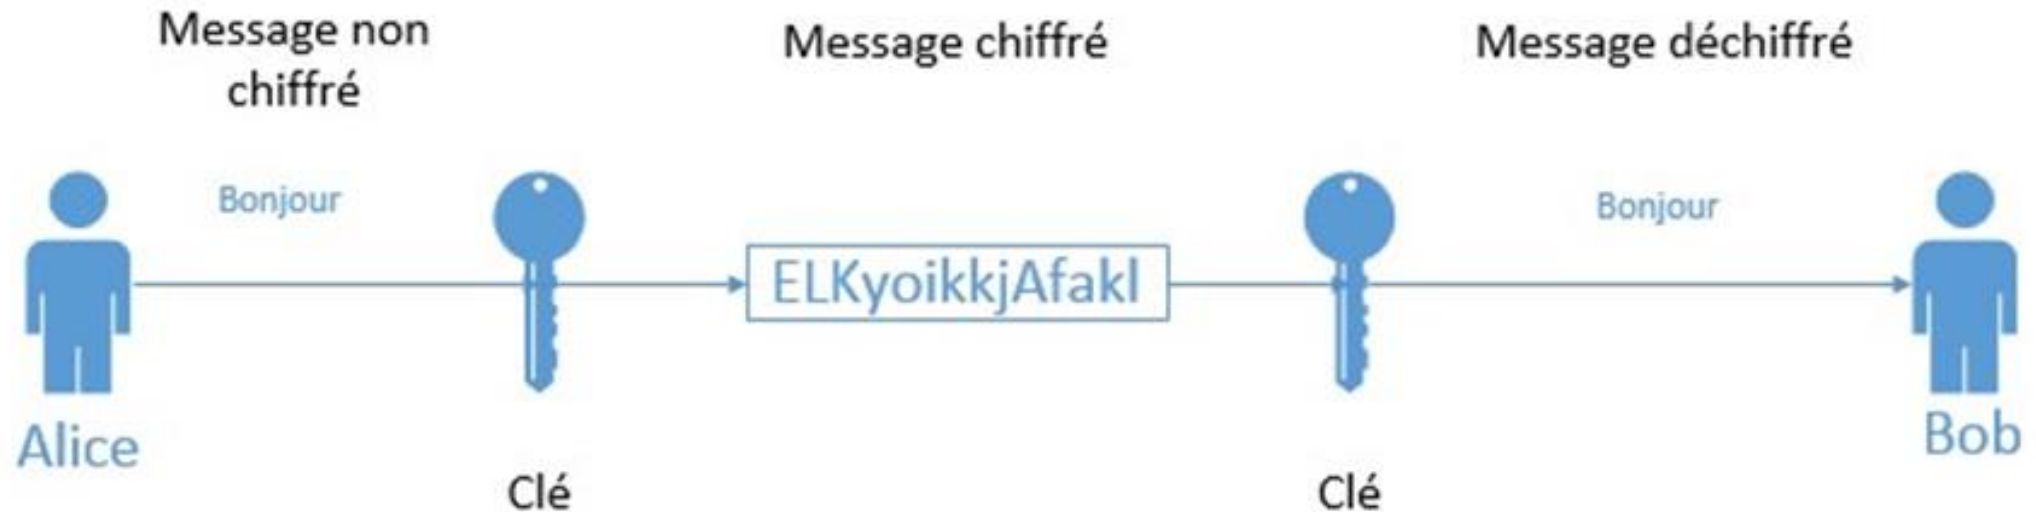 Message non
chiffré
Message chiffré
Message déchiffré
Bonjour
Bonjour
ELKyoikkjAfakl
Alice
Bob
Clé
Clé